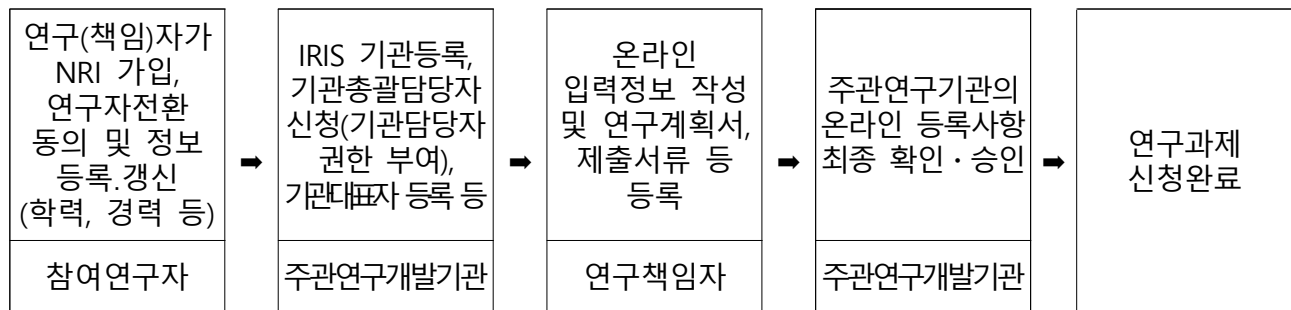 연구(책임)자가
NRI 가입,
연구자전환
동의 및 정보
등록.갱신
(학력, 경력 등)
참여연구자
➡
IRIS 기관등록,
기관총괄담당자
신청(기관담당자
권한 부여),
기관대표자 등록 등
주관연구개발기관
➡
온라인
입력정보 작성
및 연구계획서,
제출서류 등
등록
연구책임자
➡
주관연구기관의
온라인 등록사항
최종 확인·승인
주관연구개발기관
➡
연구과제
신청완료